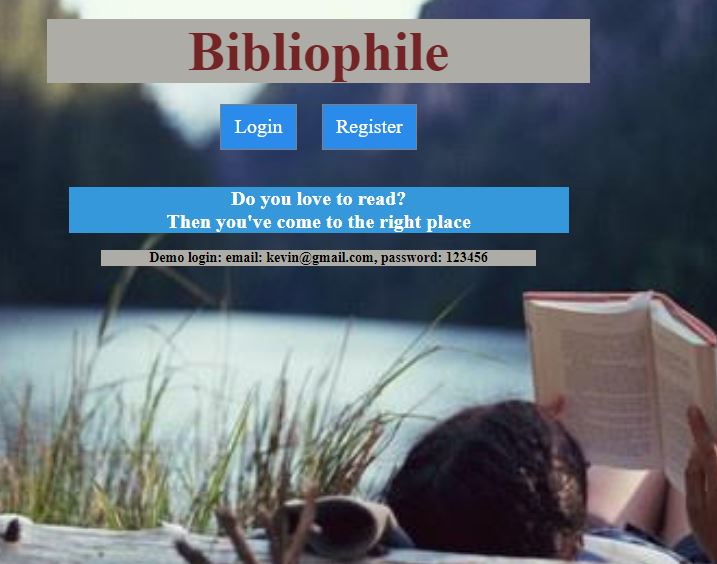 Bibliophile
Login Register
Do you love to read?
Then you've come to the right place
Demo login: email: kevin@gmail.com, password: 123456